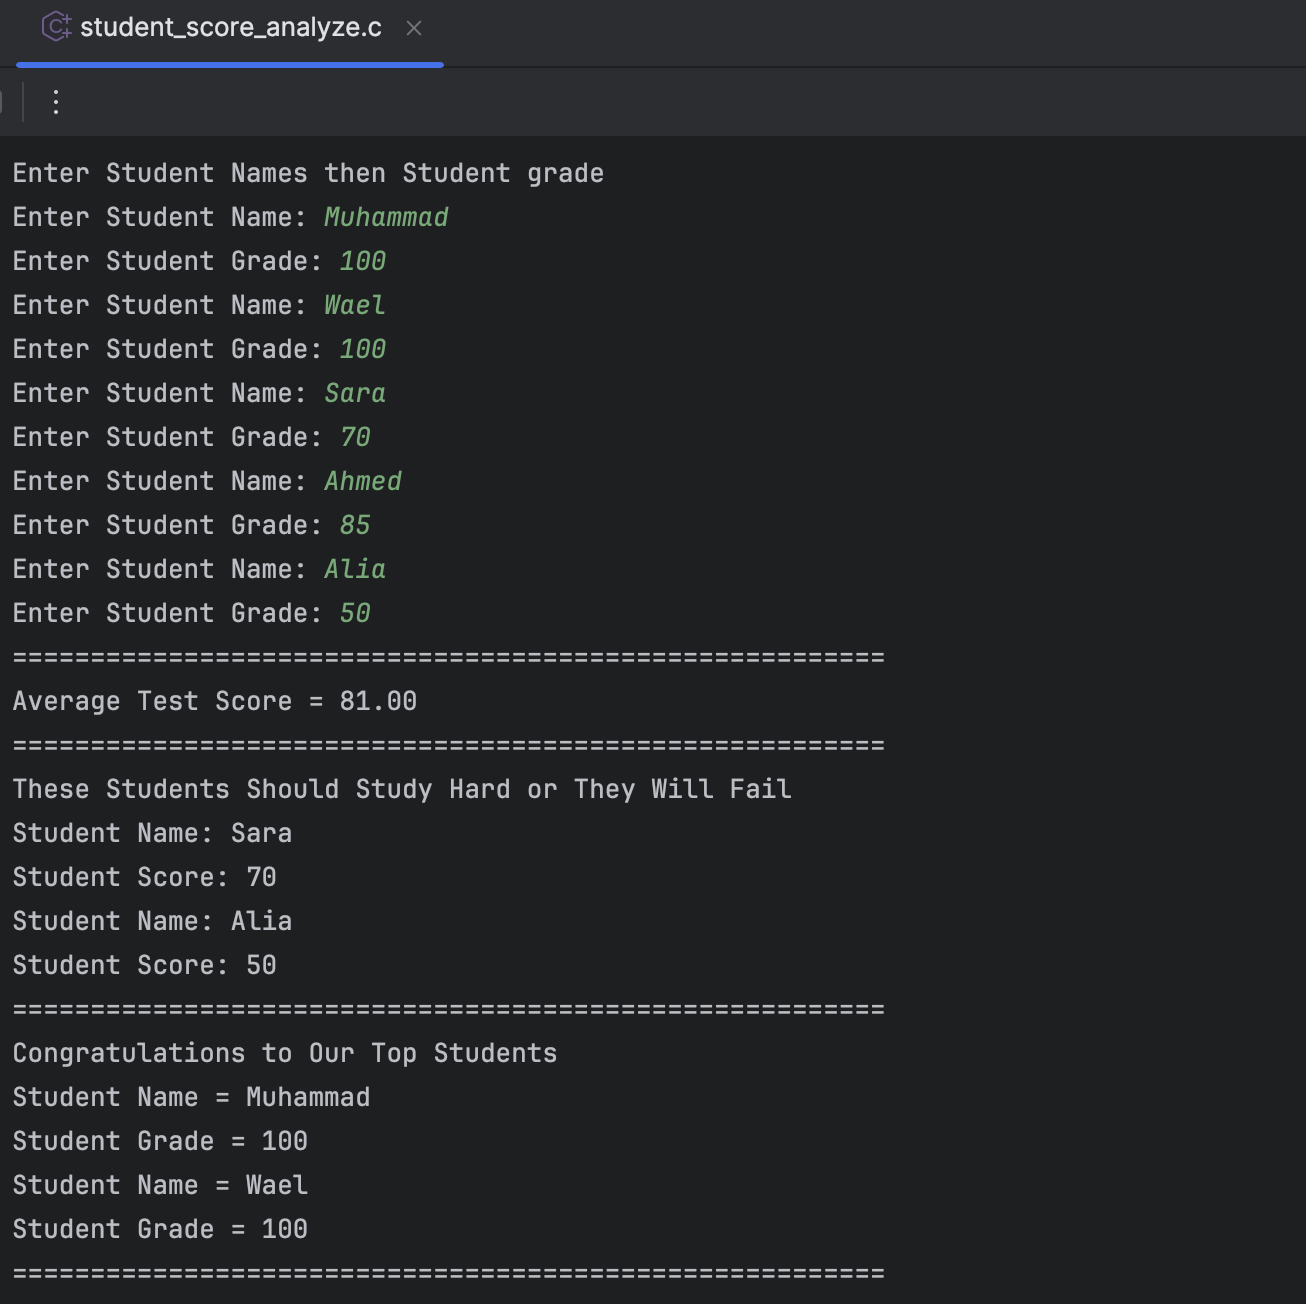 student_score_analyze.c
Enter Student Names then Student grade
Enter Student Name: Muhammad
Enter Student Grade: 100
Enter Student Name: Wael
Enter Student Grade: 100
Enter Student Name: Sara
Enter Student Grade: 70
Enter Student Name: Ahmed
Enter Student Grade: 85
Enter Student Name: Alia
Enter Student Grade: 50
========================================================
Average Test Score = 81.00
========================================================
These Students Should Study Hard or They Will Fail
Student Name: Sara
Student Score: 70
Student Name: Alia
Student Score: 50
========================================================
Congratulations to Our Top Students
Student Name = Muhammad
Student Grade = 100
Student Name = Wael
Student Grade = 100
========================================================